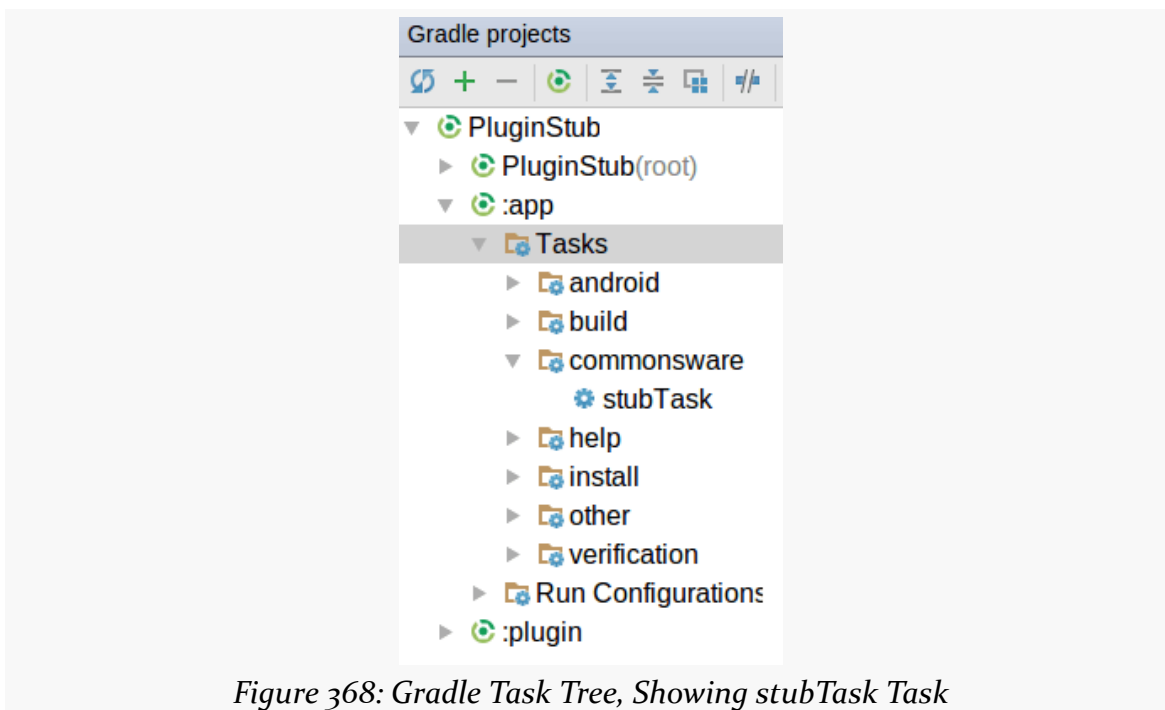 Gradle projects
PluginStub
PluginStub(root)
:app
Tasks
android
build
commonsware
stubTask
help
install
other
verification
Run Configurations
:plugin
Figure 368: Gradle Task Tree, Showing stubTask Task